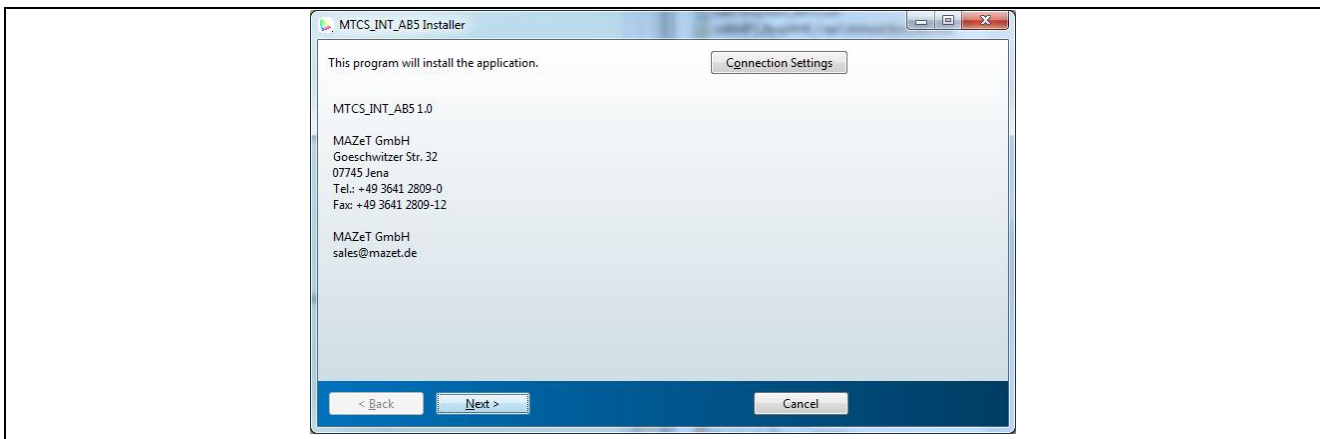 MTCS_INT_AB5 Installer
This program will install the application.
Connection Settings
MTCS_INT_AB5 1.0
MAZeT GmbH
Goeschwitzer Str. 32
07745 Jena
Tel.: +49 3641 2809-0
Fax: +49 3641 2809-12
MAZeT GmbH
sales@mazet.de
< Back
Next >
Cancel